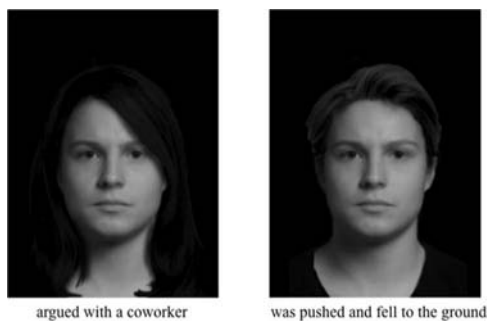 argued with a coworker
was pushed and fell to the ground